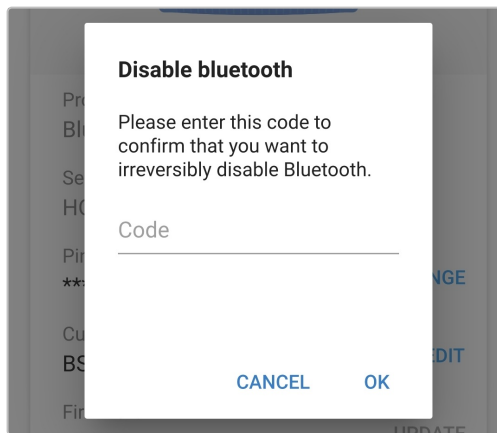 Disable bluetooth
Please enter this code to
confirm that you want to
irreversibly disable Bluetooth.
Code
CANCEL OK